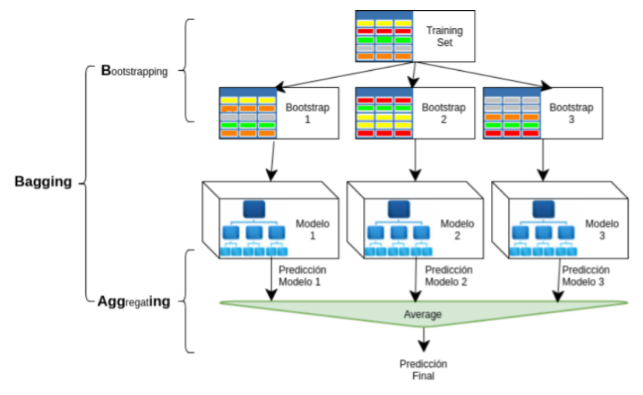 Training
Set
Bootstrapping
Bootstrap
1
Bootstrap
2
Bootstrap
3
Bagging
Modelo
1
Modelo
2
Modelo
3
Predicción
Modelo 1
Predicción
Modelo 2
Predicción
Modelo 3
Aggregating
Average
Predicción
Final